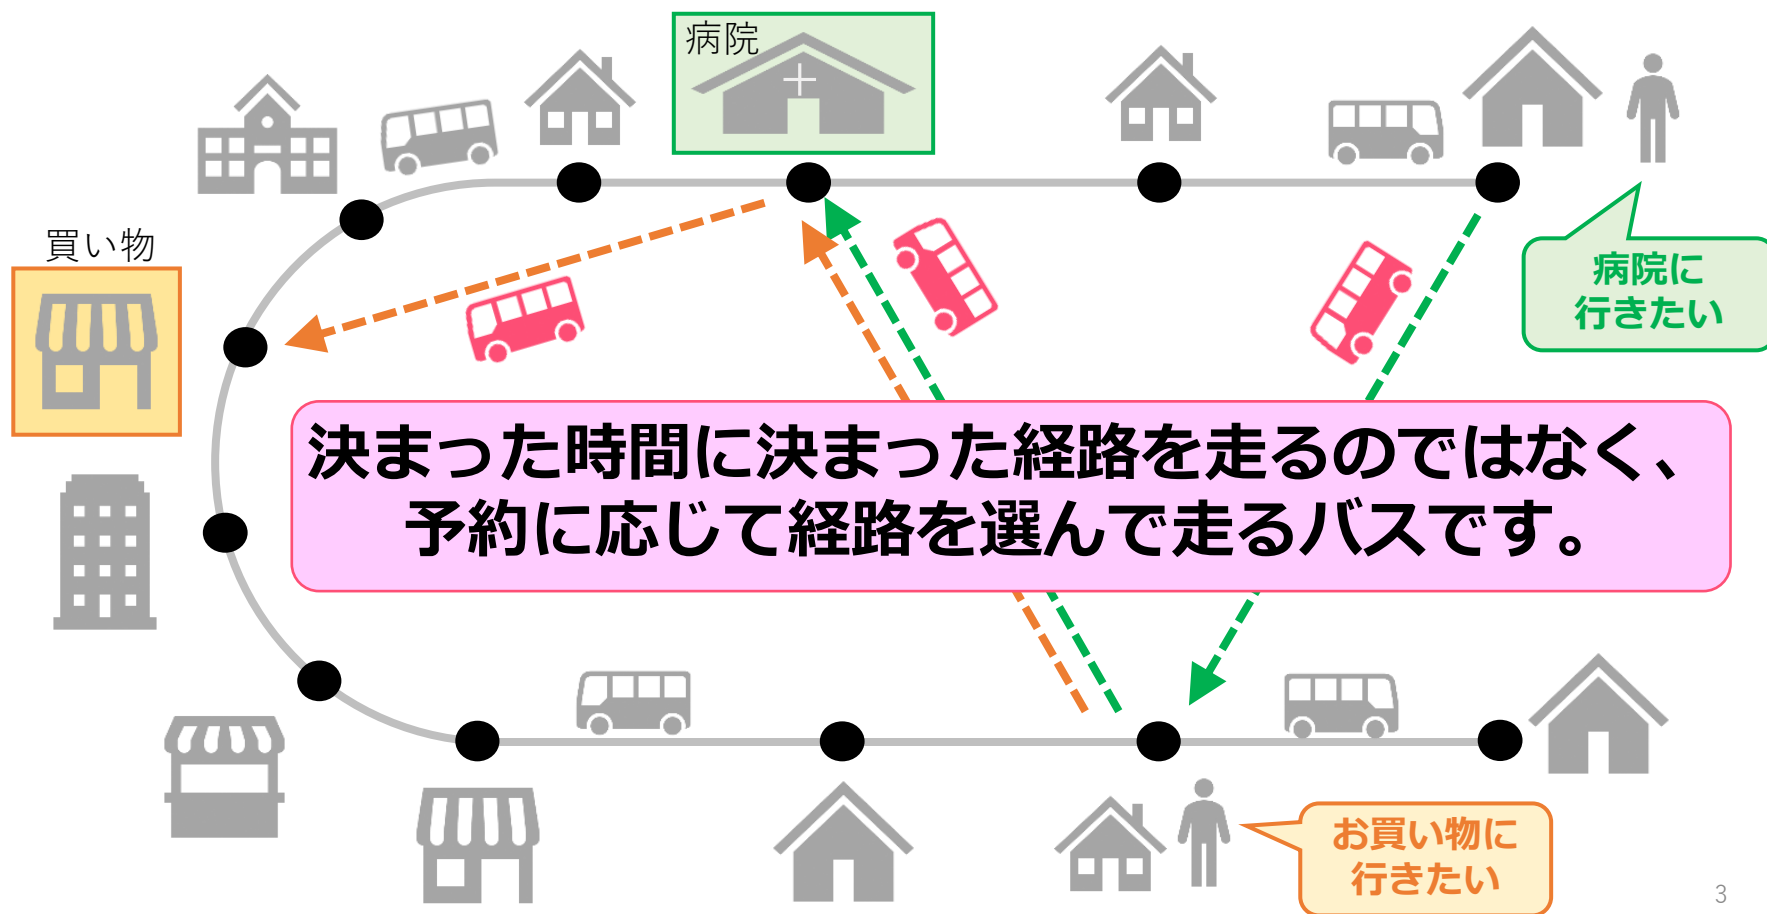 病院
買い物
病院に
行きたい
決まった時間に決まった経路を走るのではなく、
予約に応じて経路を選んで走るバスです。
お買い物に
行きたい
3